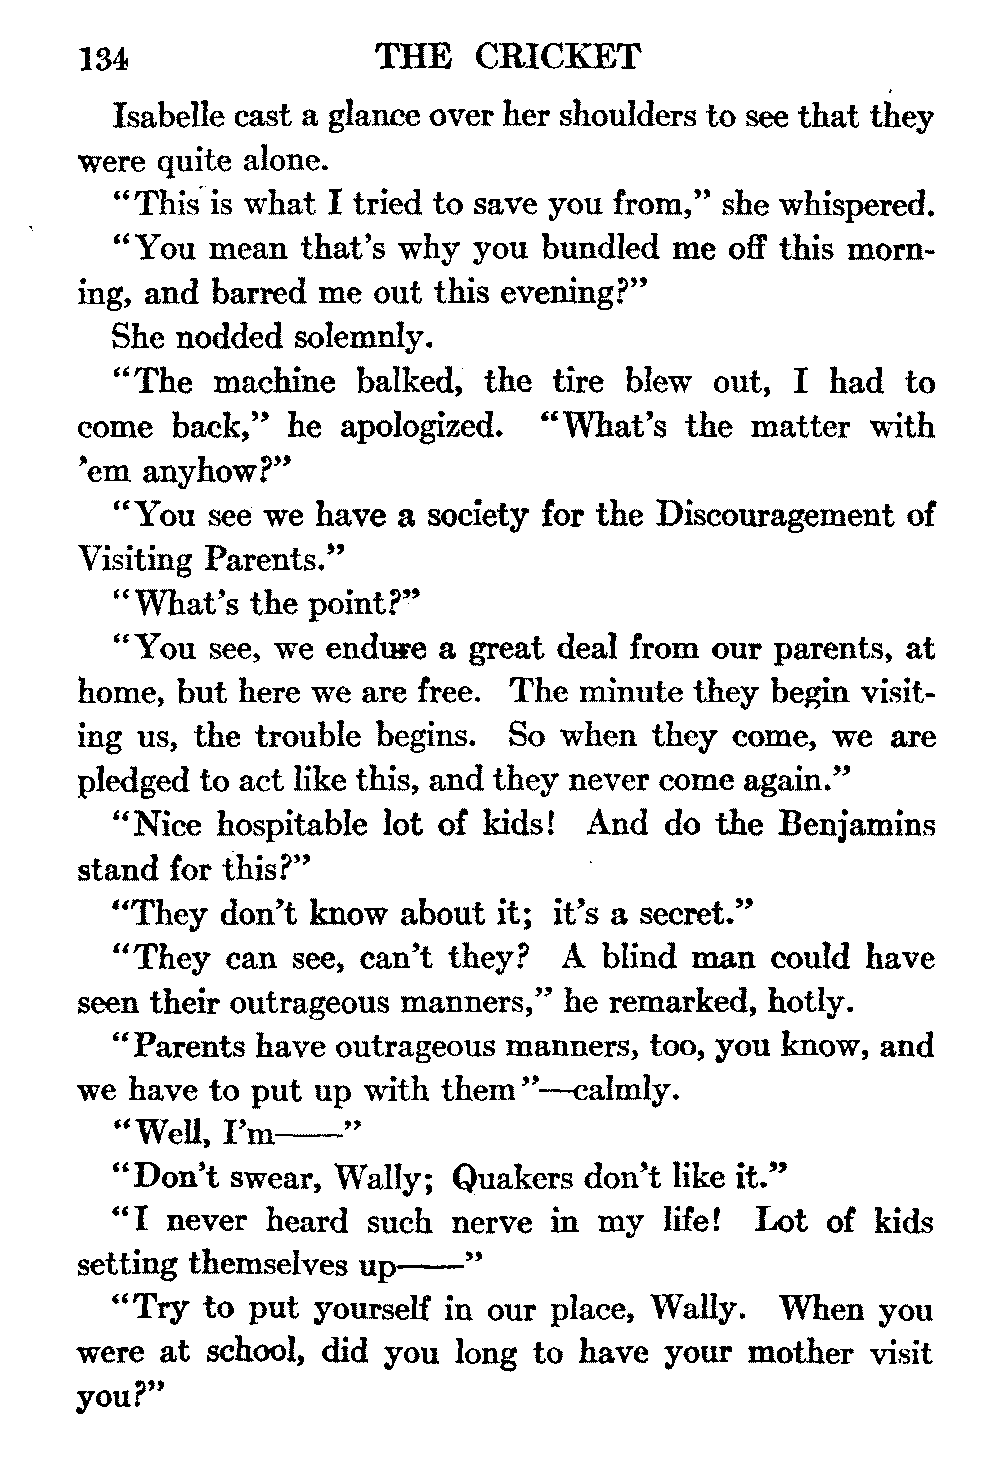 134 THE CRICKET
Isabelle cast a glance over her shoulders to see that they
were quite alone.
“This is what I tried to save you from,” she whispered.
“You mean that’s why you bundled me off this morn-
ing, and barred me out this evening?”
She nodded solemnly.
“The machine balked, the tire blew out, I had to
come back,” he apologized. “What’s the matter with
’em anyhow?”
“You see we have a society for the Discouragement of
Visiting Parents.”
“What’s the point?”
“You see, we endure a great deal from our parents, at
home, but here we are free. The minute they begin visit-
ing us, the trouble begins. So when they come, we are
pledged to act like this, and they never come again.”
“Nice hospitable lot of kids! And do the Benjamins
stand for this?”
“They don’t know about it; it’s a secret.”
“They can see, can’t they? A blind man could have
seen their outrageous manners,” he remarked, hotly.
“Parents have outrageous manners, too, you know, and
we have to put up with them”—calmly.
“Well, I’m——”
“Don’t swear, Wally; Quakers don’t like it.”
“I never heard such nerve in my life! Lot of kids
setting themselves up——”
“Try to put yourself in our place, Wally. When you
were at school, did you long to have your mother visit
you?”